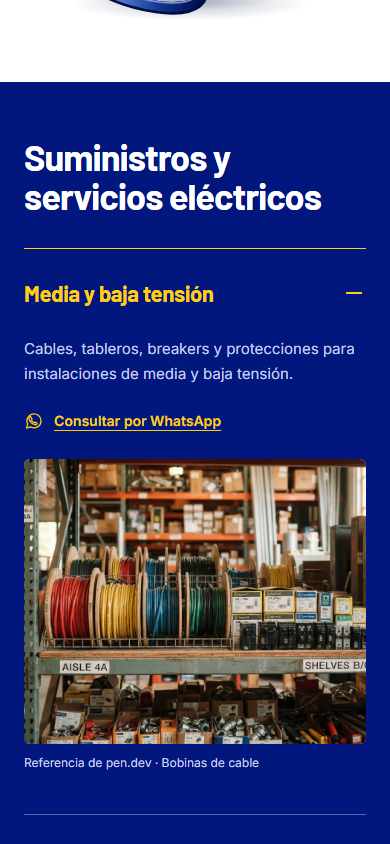 Suministros y
servicios eléctricos
Media y baja tensión
Cables, tableros, breakers y protecciones para
instalaciones de media y baja tensión.
Consultar por WhatsApp
AISLE 4A
SHELVES B/
Referencia de pen.dev · Bobinas de cable